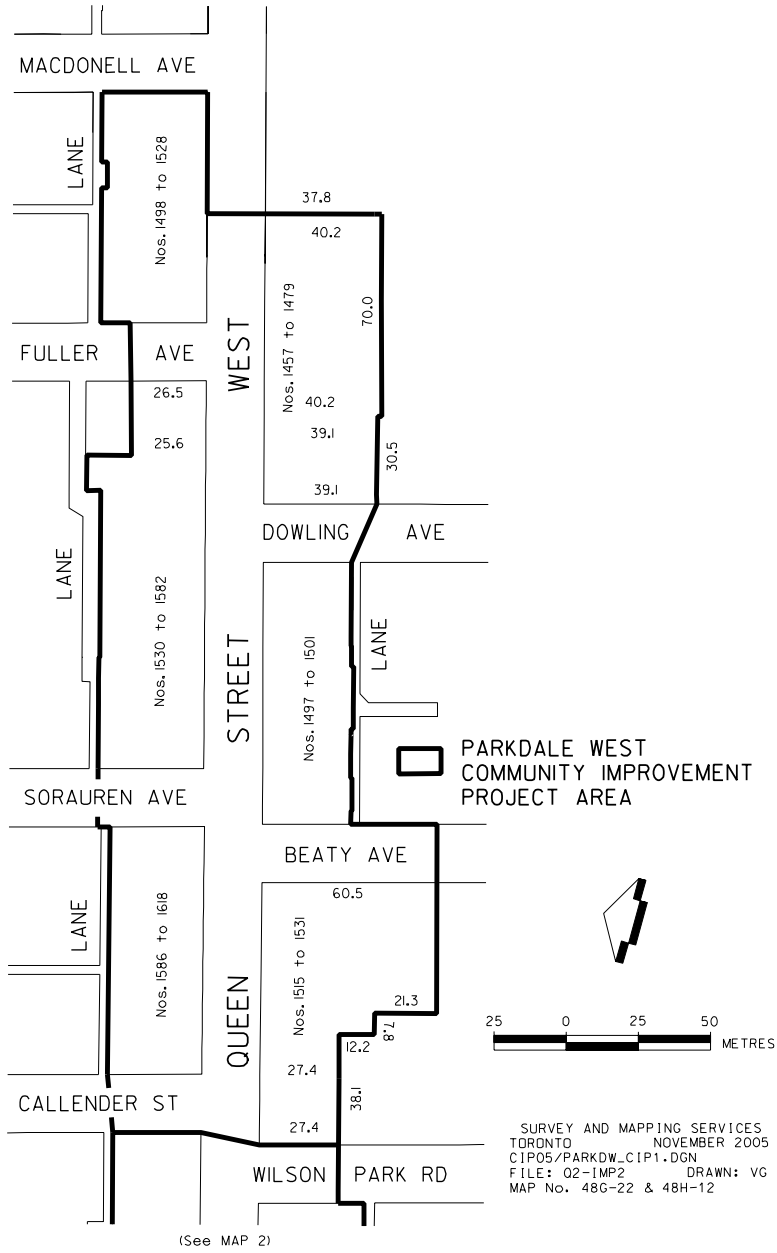 MACDONELL AVE
LANE
Nos. 1498 to 1528
37.8
40.2
70.0
Nos. 1457 to 1479
WEST
FULLER AVE
26.5
40.2
25.6
39.1
30.5
39.1
DOWLING AVE
LANE
Nos. 1530 to 1582
STREET
Nos. 1497 to 1501
LANE
PARKDALE WEST
COMMUNITY IMPROVEMENT
PROJECT AREA
SORAUREN AVE
BEATY AVE
60.5
LANE
Nos. 1586 to 1618
QUEEN
Nos. 1515 to 1531
21.3
7.8
12.2
27.4
38.1
25 0 25 50
METRES
CALLENDER ST
27.4
WILSON PARK RD
SURVEY AND MAPPING SERVICES
TORONTO NOVEMBER 2005
CIP05/PARKDW_CIP1.DGN
FILE: Q2-IMP2 DRAWN: VG
MAP No. 48G-22 & 48H-12
(See MAP 2)